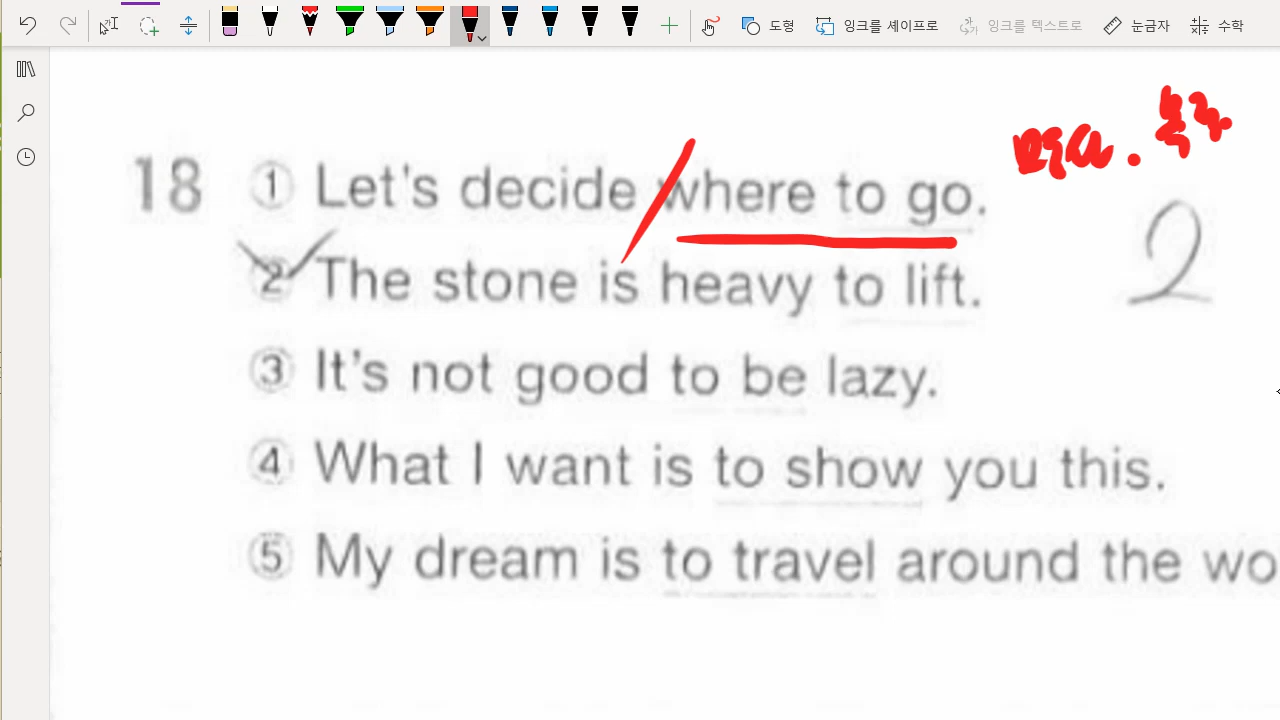 도형 잉크를 셰이프로 잉크를 텍스트로 눈금자 수학
18 ① Let's decide where to go.
② The stone is heavy to lift.
2
③ It's not good to be lazy.
④ What I want is to show you this.
⑤ My dream is to travel around the wo